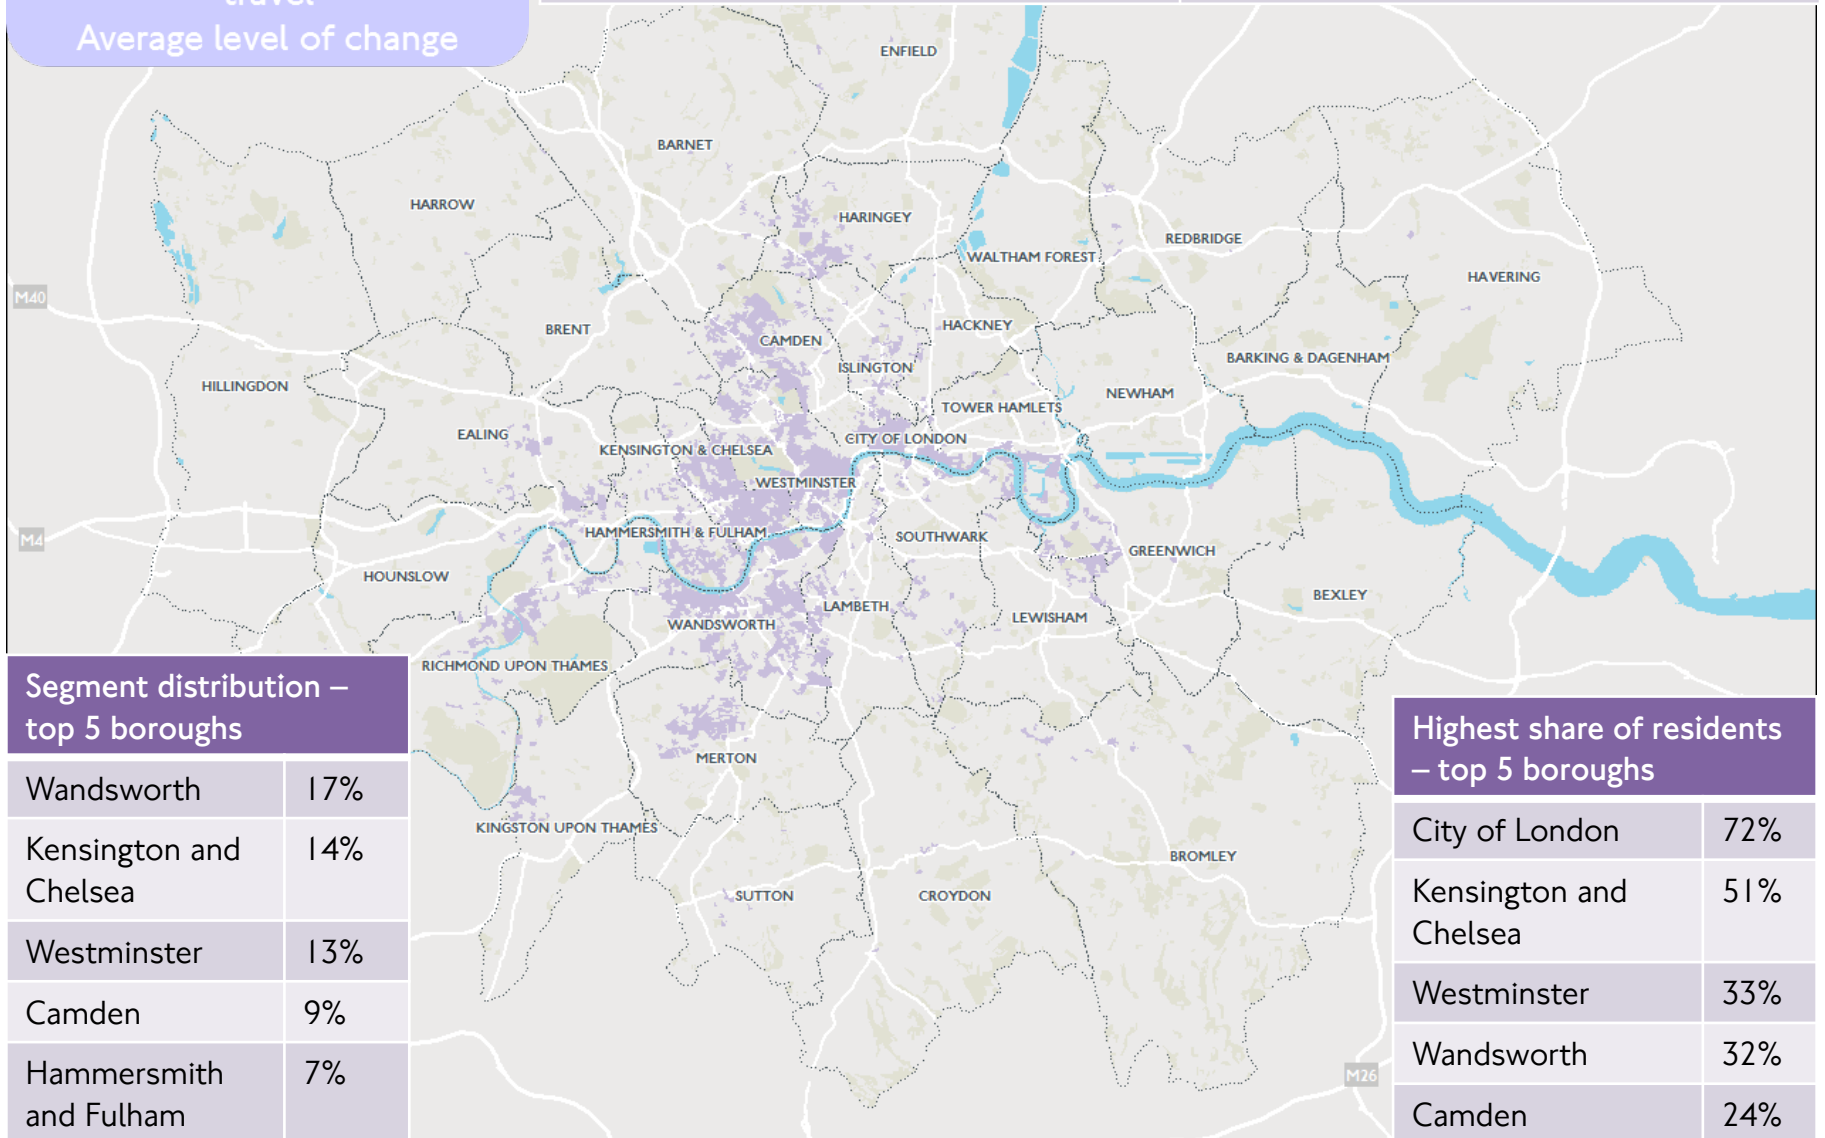 travel
Average level of change
ENFIELD
BARNET
HARROW
HARINGEY
REDBRIDGE
WALTHAM FOREST
HAVERING
M40
BRENT
HACKNEY
CAMDEN
BARKING & DAGENHAM
ISLINGTON
HILLINGDON
NEWHAM
TOWER HAMLETS
EALING
CITY OF LONDON
KENSINGTON & CHELSEA
WESTMINSTER
HAMMERSMITH & FULHAM
SOUTHWARK
M4
GREENWICH
HOUNSLOW
BEXLEY
LAMBETH
LEWISHAM
WANDSWORTH
RICHMOND UPON THAMES
MERTON
KINGSTON UPON THAMES
BROMLEY
SUTTON
CROYDON
M26
Segment distribution –
top 5 boroughs
Wandsworth 17%
Kensington and 14%
Chelsea
Westminster 13%
Camden 9%
Hammersmith 7%
and Fulham
Highest share of residents
– top 5 boroughs
City of London 72%
Kensington and 51%
Chelsea
Westminster 33%
Wandsworth 32%
Camden 24%